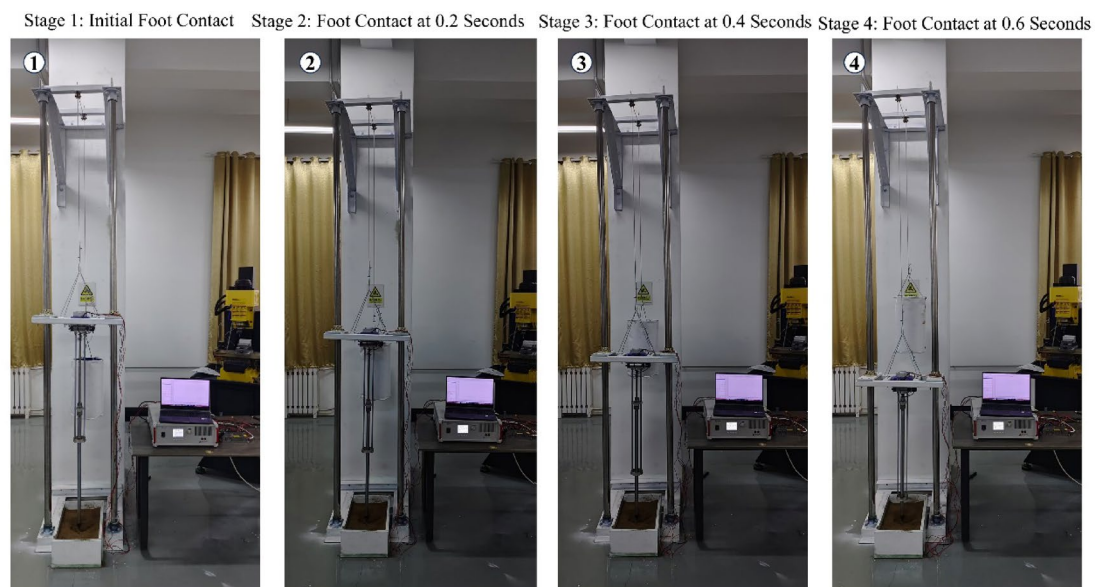 Stage 1: Initial Foot Contact
Stage 2: Foot Contact at 0.2 Seconds
Stage 3: Foot Contact at 0.4 Seconds
Stage 4: Foot Contact at 0.6 Seconds
1
2
3
4